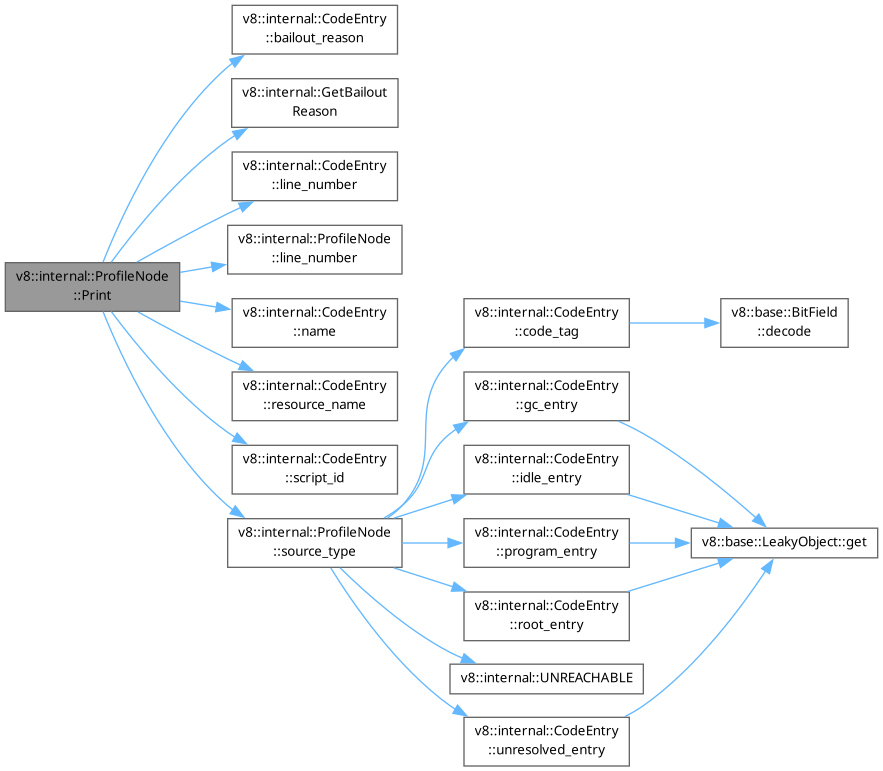 v8::internal::CodeEntry
::bailout_reason
v8::internal::GetBailout
Reason
v8::internal::CodeEntry
::line_number
v8::internal::ProfileNode
::line_number
v8::internal::ProfileNode
::Print
v8::internal::CodeEntry
::name
v8::internal::CodeEntry
::resource_name
v8::internal::CodeEntry
::script_id
v8::internal::ProfileNode
::source_type
v8::internal::CodeEntry
::code_tag
v8::internal::CodeEntry
::gc_entry
v8::internal::CodeEntry
::idle_entry
v8::internal::CodeEntry
::program_entry
v8::internal::CodeEntry
::root_entry
v8::internal::UNREACHABLE
v8::internal::CodeEntry
::unresolved_entry
v8::base::BitField
::decode
v8::base::LeakyObject::get